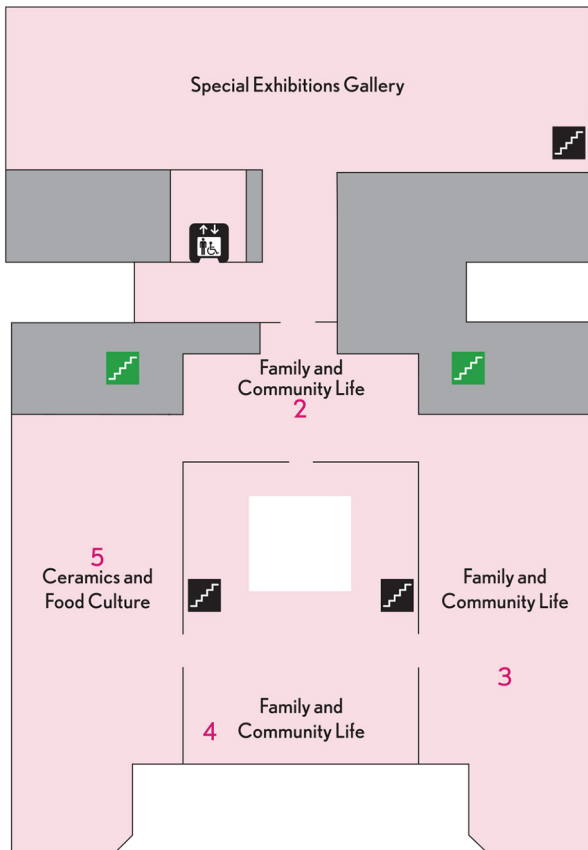 Special Exhibitions Gallery
Family and
Community Life
2
5
Ceramics and
Food Culture
Family and
Community Life
3
4
Family and
Community Life